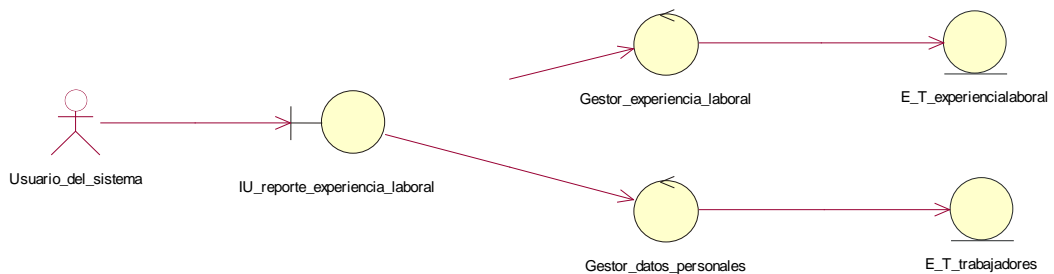 Gestor_experiencia_laboral
E_T_experiencialaboral
Usuario_del_sistema
IU_reporte_experiencia_laboral
Gestor_datos_personales
E_T_trabajadores